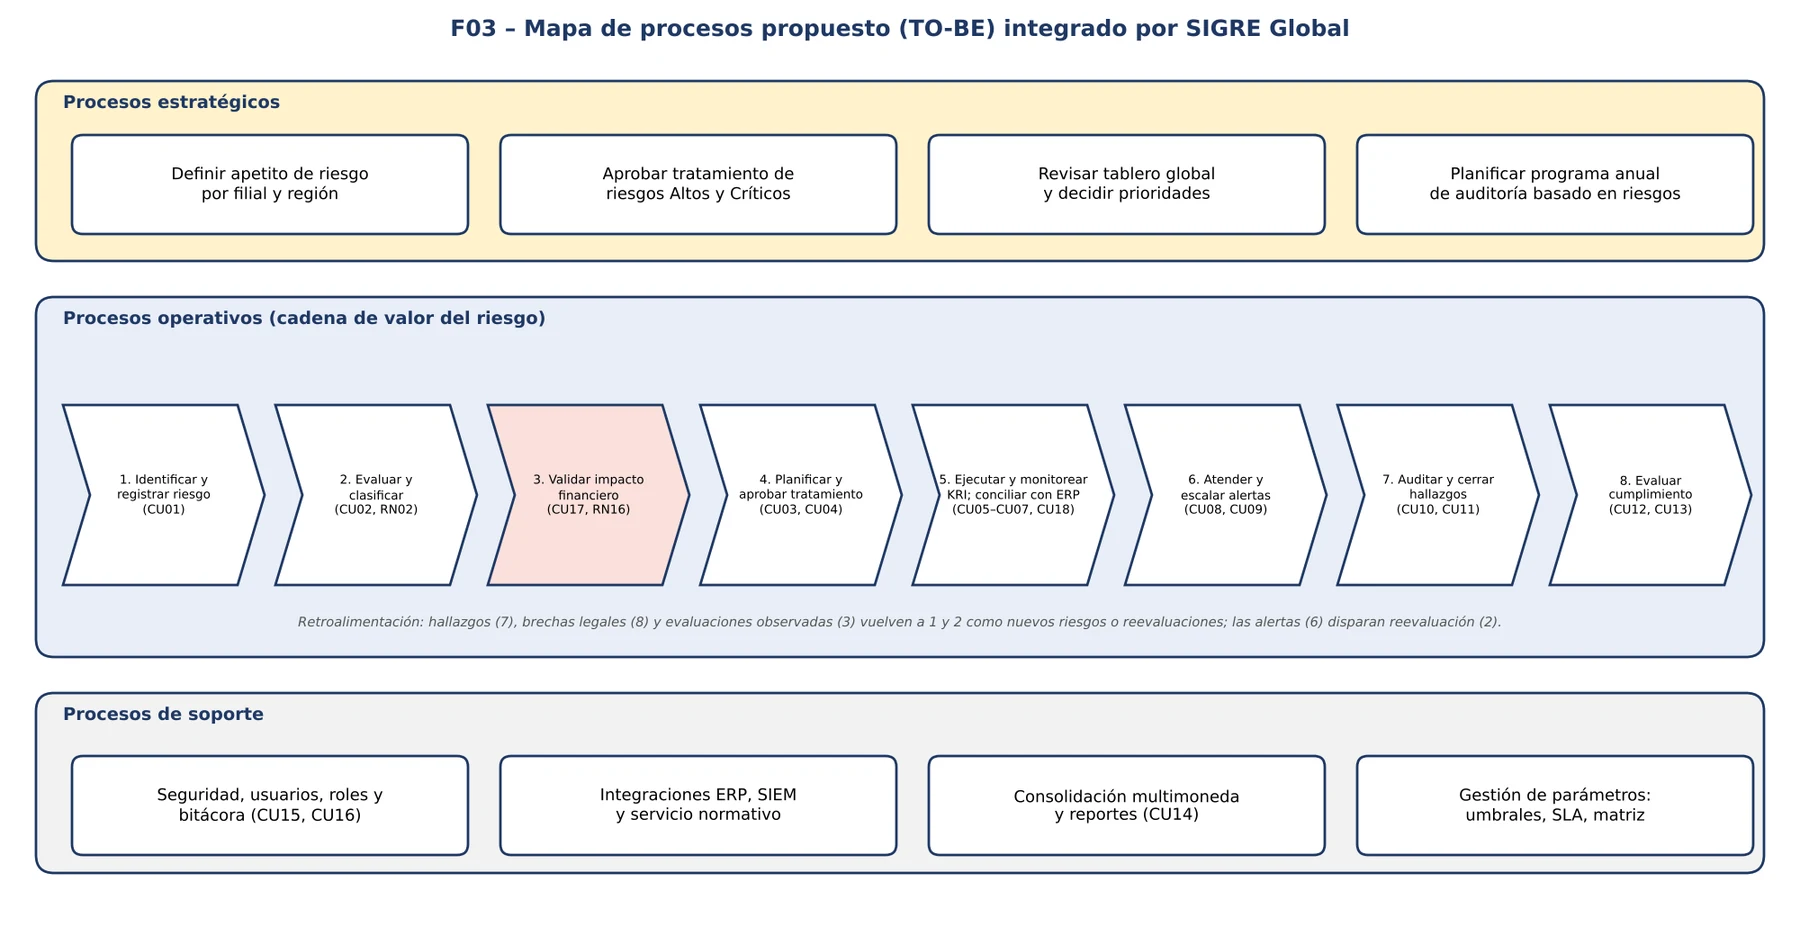 F03 – Mapa de procesos propuesto (TO-BE) integrado por SIGRE Global
Procesos estratégicos
Definir apetito de riesgo
por filial y región
Aprobar tratamiento de
riesgos Altos y Críticos
Revisar tablero global
y decidir prioridades
Planificar programa anual
de auditoría basado en riesgos
Procesos operativos (cadena de valor del riesgo)
1. Identificar y
registrar riesgo
(CU01)
2. Evaluar y
clasificar
(CU02, RN02)
3. Validar impacto
financiero
(CU17, RN16)
4. Planificar y
aprobar tratamiento
(CU03, CU04)
5. Ejecutar y monitorear
KRI; conciliar con ERP
(CU05–CU07, CU18)
6. Atender y
escalar alertas
(CU08, CU09)
7. Auditar y cerrar
hallazgos
(CU10, CU11)
8. Evaluar
cumplimiento
(CU12, CU13)
Retroalimentación: hallazgos (7), brechas legales (8) y evaluaciones observadas (3) vuelven a 1 y 2 como nuevos riesgos o reevaluaciones; las alertas (6) disparan reevaluación (2).
Procesos de soporte
Seguridad, usuarios, roles y
bitácora (CU15, CU16)
Integraciones ERP, SIEM
y servicio normativo
Consolidación multimoneda
y reportes (CU14)
Gestión de parámetros:
umbrales, SLA, matriz